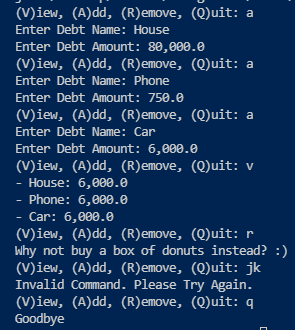 (V)iew, (A)dd, (R)emove, (Q)uit: a
Enter Debt Name: House
Enter Debt Amount: 80,000.0
(V)iew, (A)dd, (R)emove, (Q)uit: a
Enter Debt Name: Phone
Enter Debt Amount: 750.0
(V)iew, (A)dd, (R)emove, (Q)uit: a
Enter Debt Name: Car
Enter Debt Amount: 6,000.0
(V)iew, (A)dd, (R)emove, (Q)uit: v
- House: 6,000.0
- Phone: 6,000.0
- Car: 6,000.0
(V)iew, (A)dd, (R)emove, (Q)uit: r
Why not buy a box of donuts instead? :)
(V)iew, (A)dd, (R)emove, (Q)uit: jk
Invalid Command. Please Try Again.
(V)iew, (A)dd, (R)emove, (Q)uit: q
Goodbye